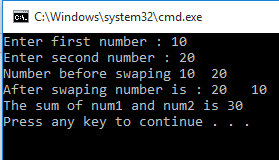 C:\Windows\system32\cmd.exe
Enter first number : 10
Enter second number : 20
Number before swaping 10  20
After swaping number is : 20   10
The sum of num1 and num2 is 30
Press any key to continue . . .